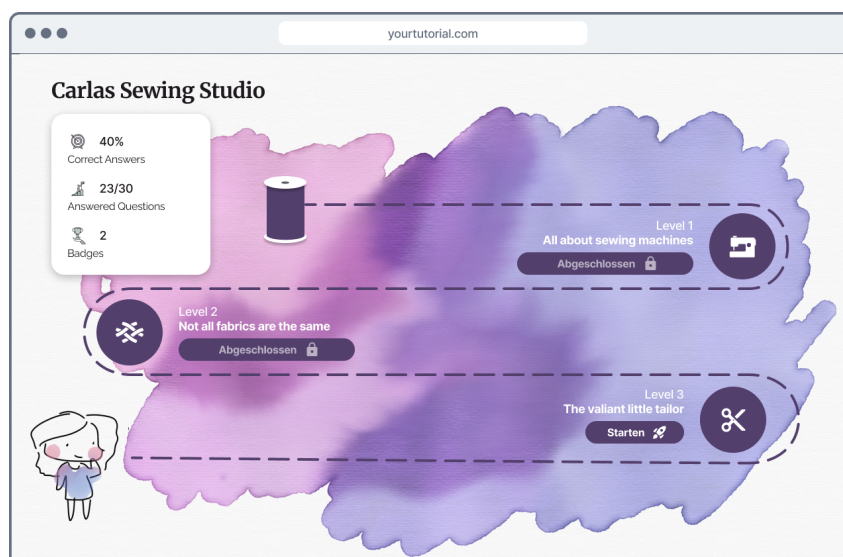 yourtutorial.com
Carlas Sewing Studio
40%
Correct Answers
23/30
Answered Questions
2
Badges
Level 1
All about sewing machines
Abgeschlossen
Level 2
Not all fabrics are the same
Abgeschlossen
Level 3
The valiant little tailor
Starten